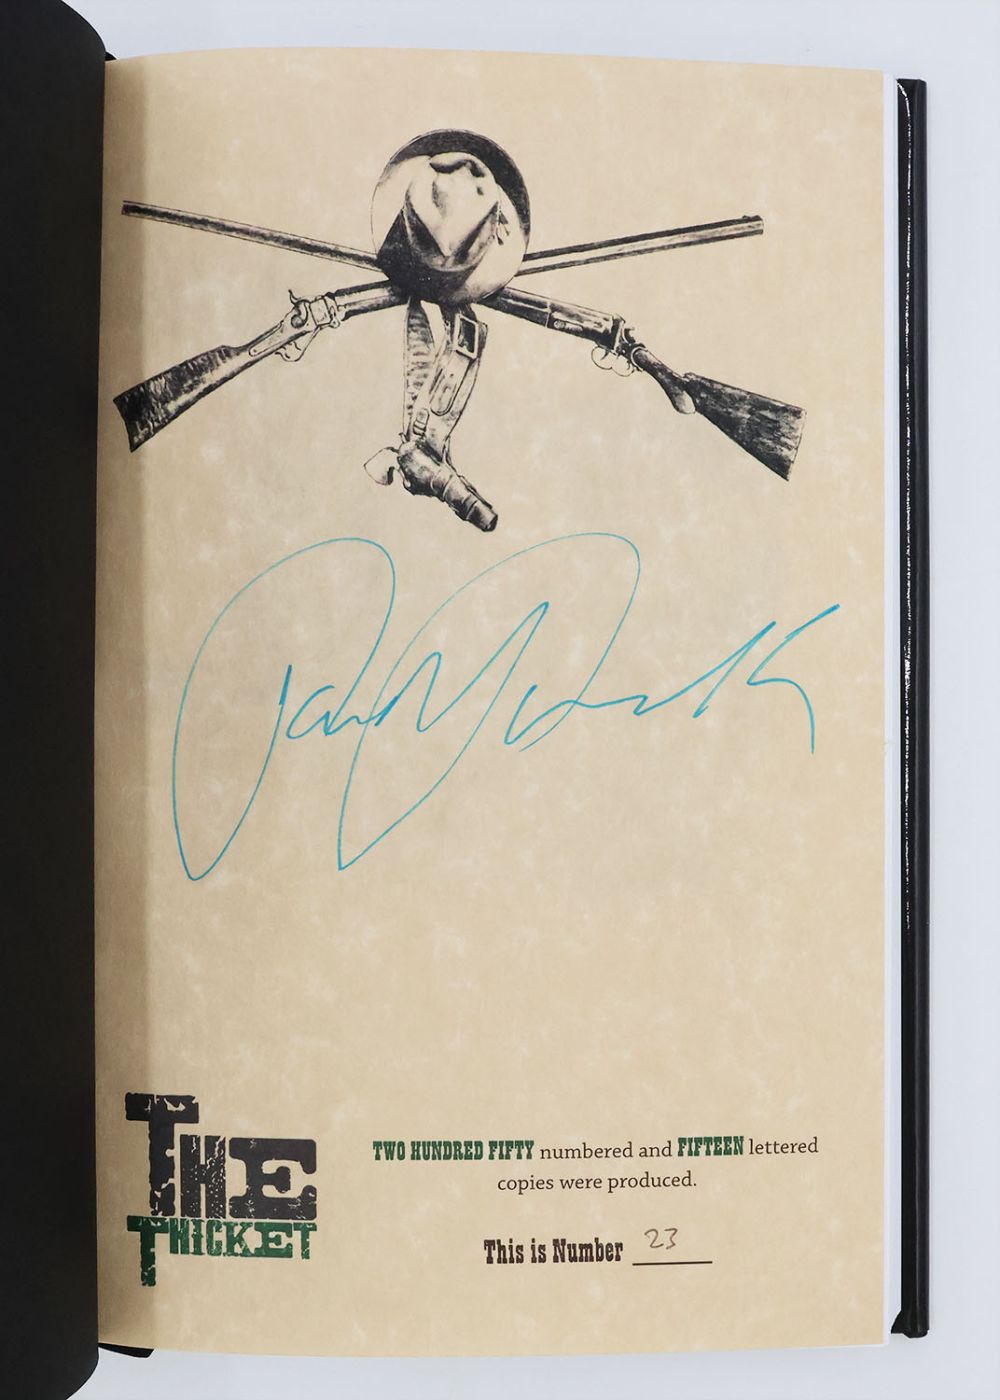 THE
THICKET
TWO HUNDRED FIFTY numbered and FIFTEEN lettered
copies were produced.
This is Number 23